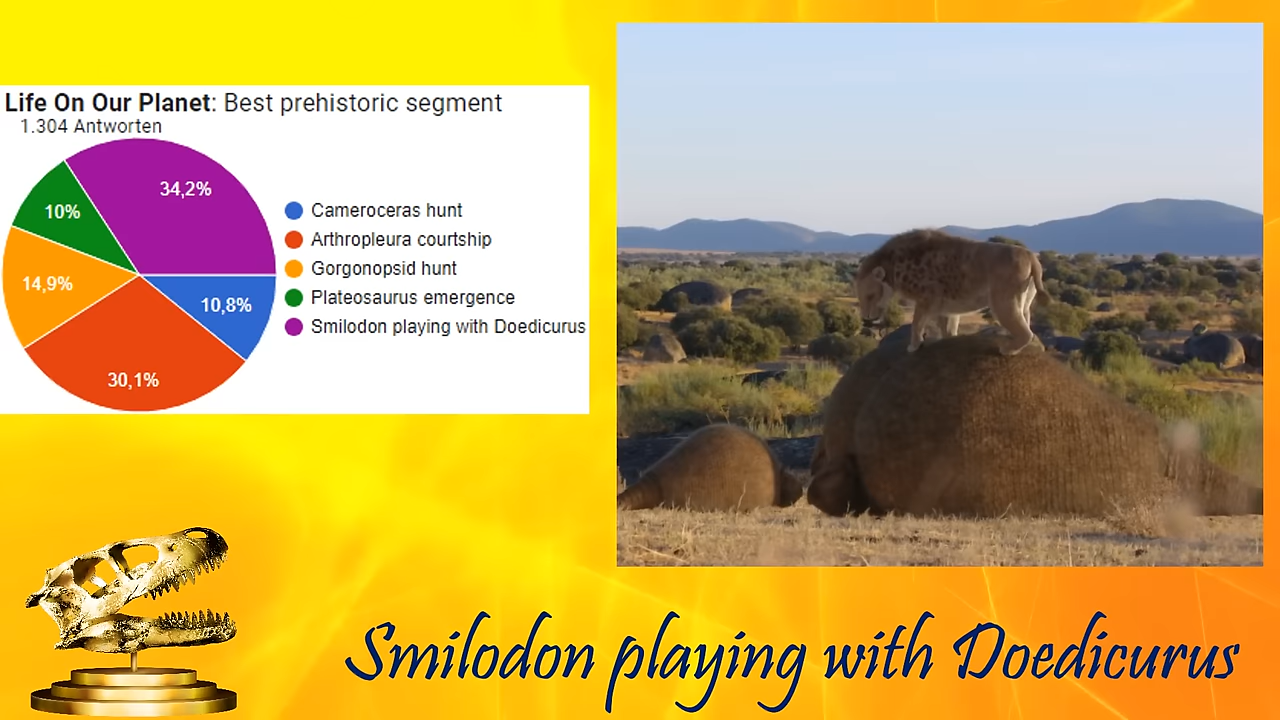 Life On Our Planet: Best prehistoric segment
1.304 Antworten
34,2%
10%
14,9%
10,8%
30,1%
Cameroceras hunt
Arthropleura courtship
Gorgonopsid hunt
Plateosaurus emergence
Smilodon playing with Doedicurus
Smilodon playing with Doedicurus